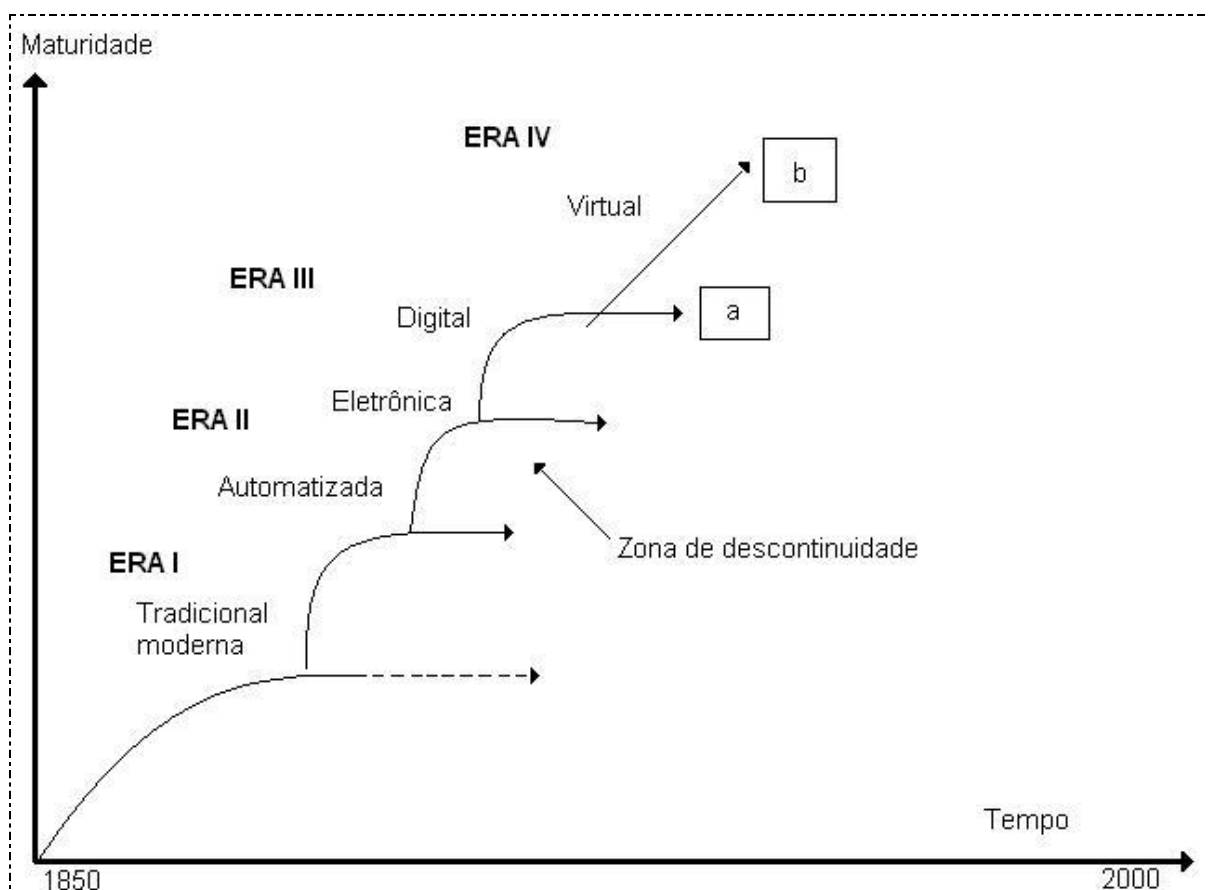 Maturidade
ERA IV
b
Virtual
ERA III
a
Digital
Eletrônica
ERA II
Automatizada
Zona de descontinuidade
ERA I
Tradicional
moderna
Tempo
1850
2000